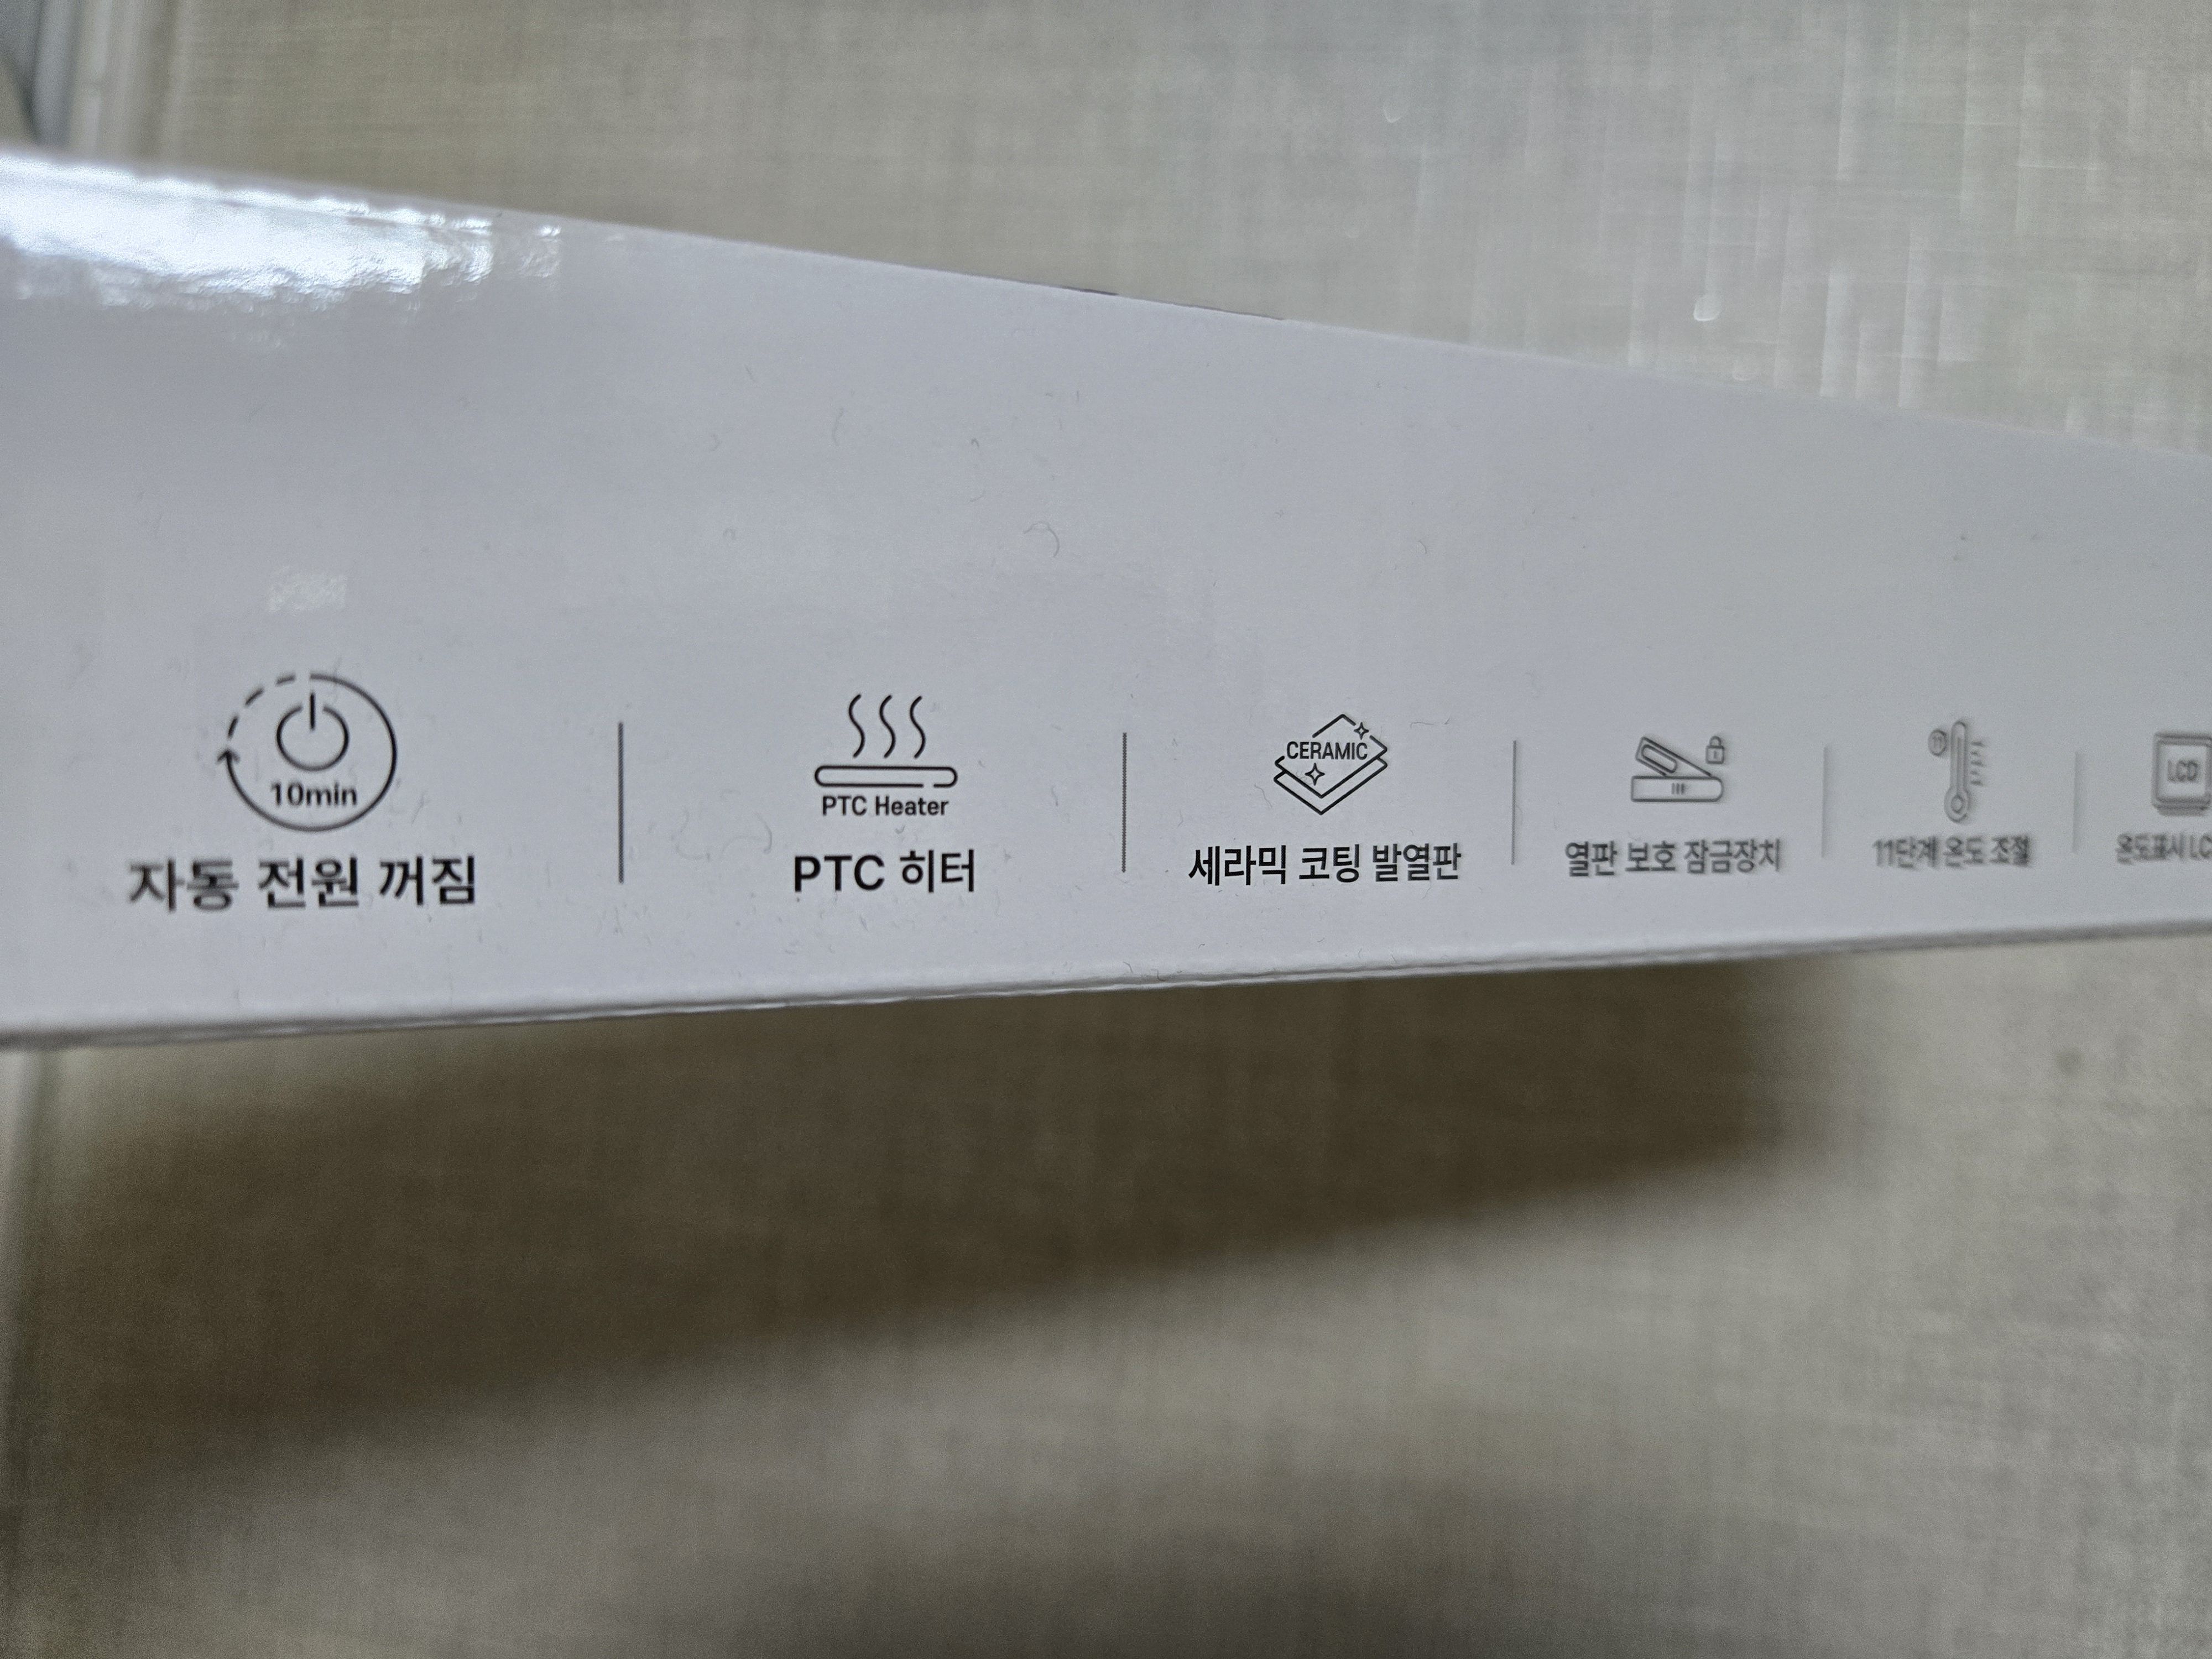 10min
자동 전원 꺼짐
PTC Heater
PTC 히터
CERAMIC
세라믹 코팅 발열판
열판 보호 잠금장치
11
11단계 온도 조절
LCD
온도표시 LC